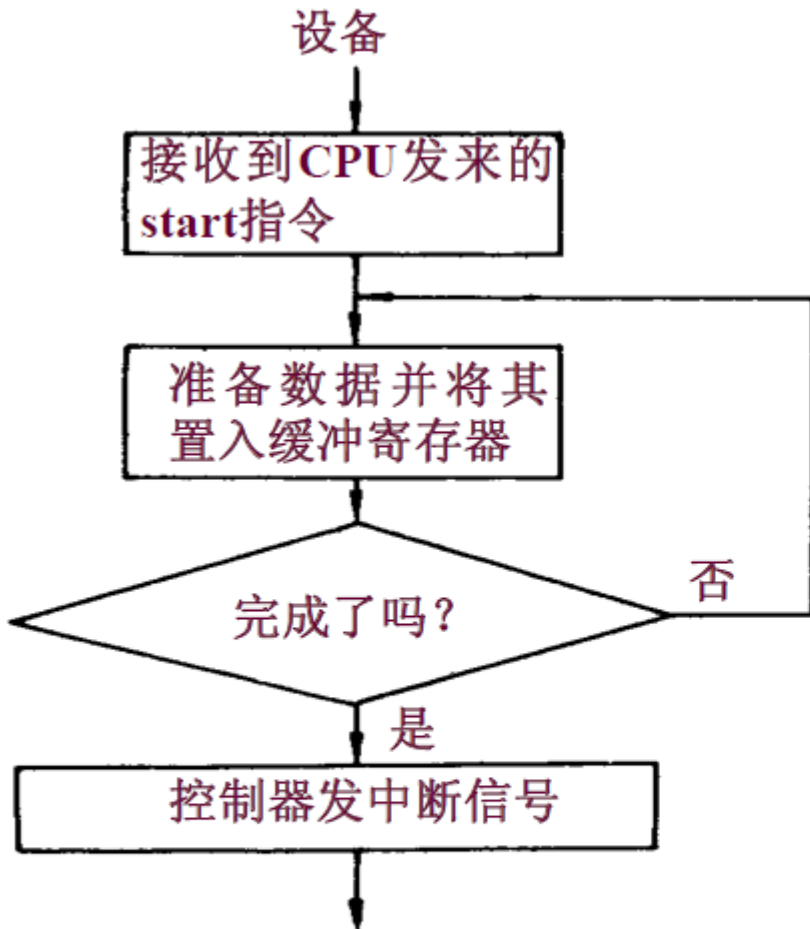 设备
接收到CPU发来的
start指令
准备数据并将其
置入缓冲寄存器
完成了吗？
否
是
控制器发中断信号